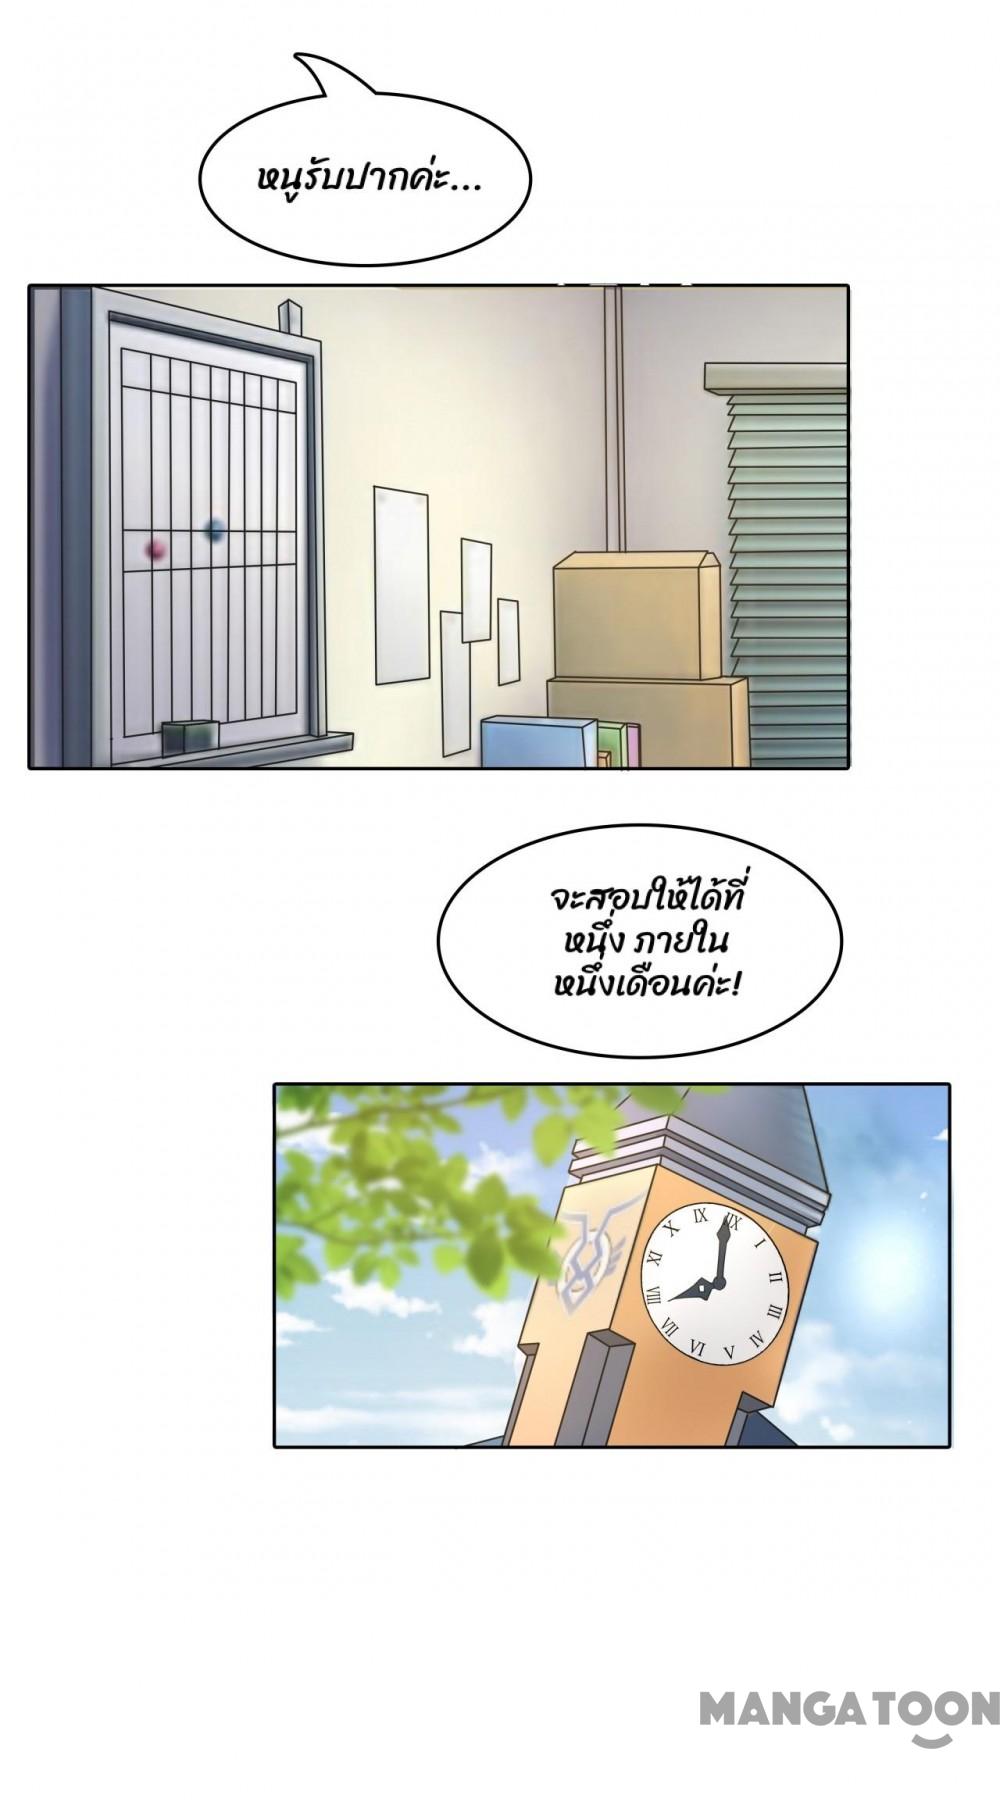 หนูรับปากค่ะ...
จะสอบให้ได้ที่
หนึ่ง ภายใน
หนึ่งเดือนค่ะ!
MANGATOON